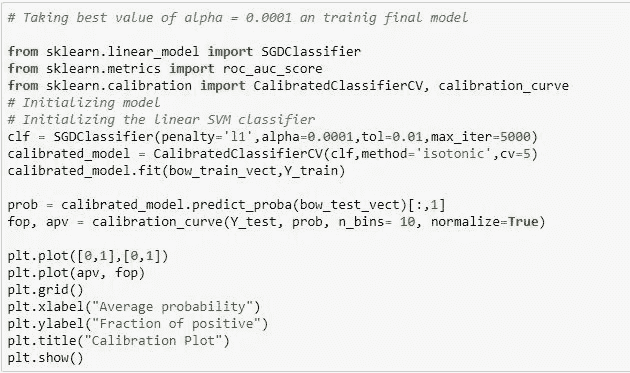 # Taking best value of alpha = 0.0001 an trainig final model
from sklearn.linear_model import SGDClassifier
from sklearn.metrics import roc_auc_score
from sklearn.calibration import CalibratedClassifierCV, calibration_curve
# Initializing model
# Initializing the linear SVM classifier
clf = SGDClassifier(penalty='l1',alpha=0.0001,tol=0.01,max_iter=5000)
calibrated_model = CalibratedClassifierCV(clf,method='isotonic',cv=5)
calibrated_model.fit(bow_train_vect,Y_train)
prob = calibrated_model.predict_proba(bow_test_vect)[:,1]
fop, apv = calibration_curve(Y_test, prob, n_bins= 10, normalize=True)
plt.plot([0,1],[0,1])
plt.plot(apv, fop)
plt.grid()
plt.xlabel("Average probability")
plt.ylabel("Fraction of positive")
plt.title("Calibration Plot")
plt.show()